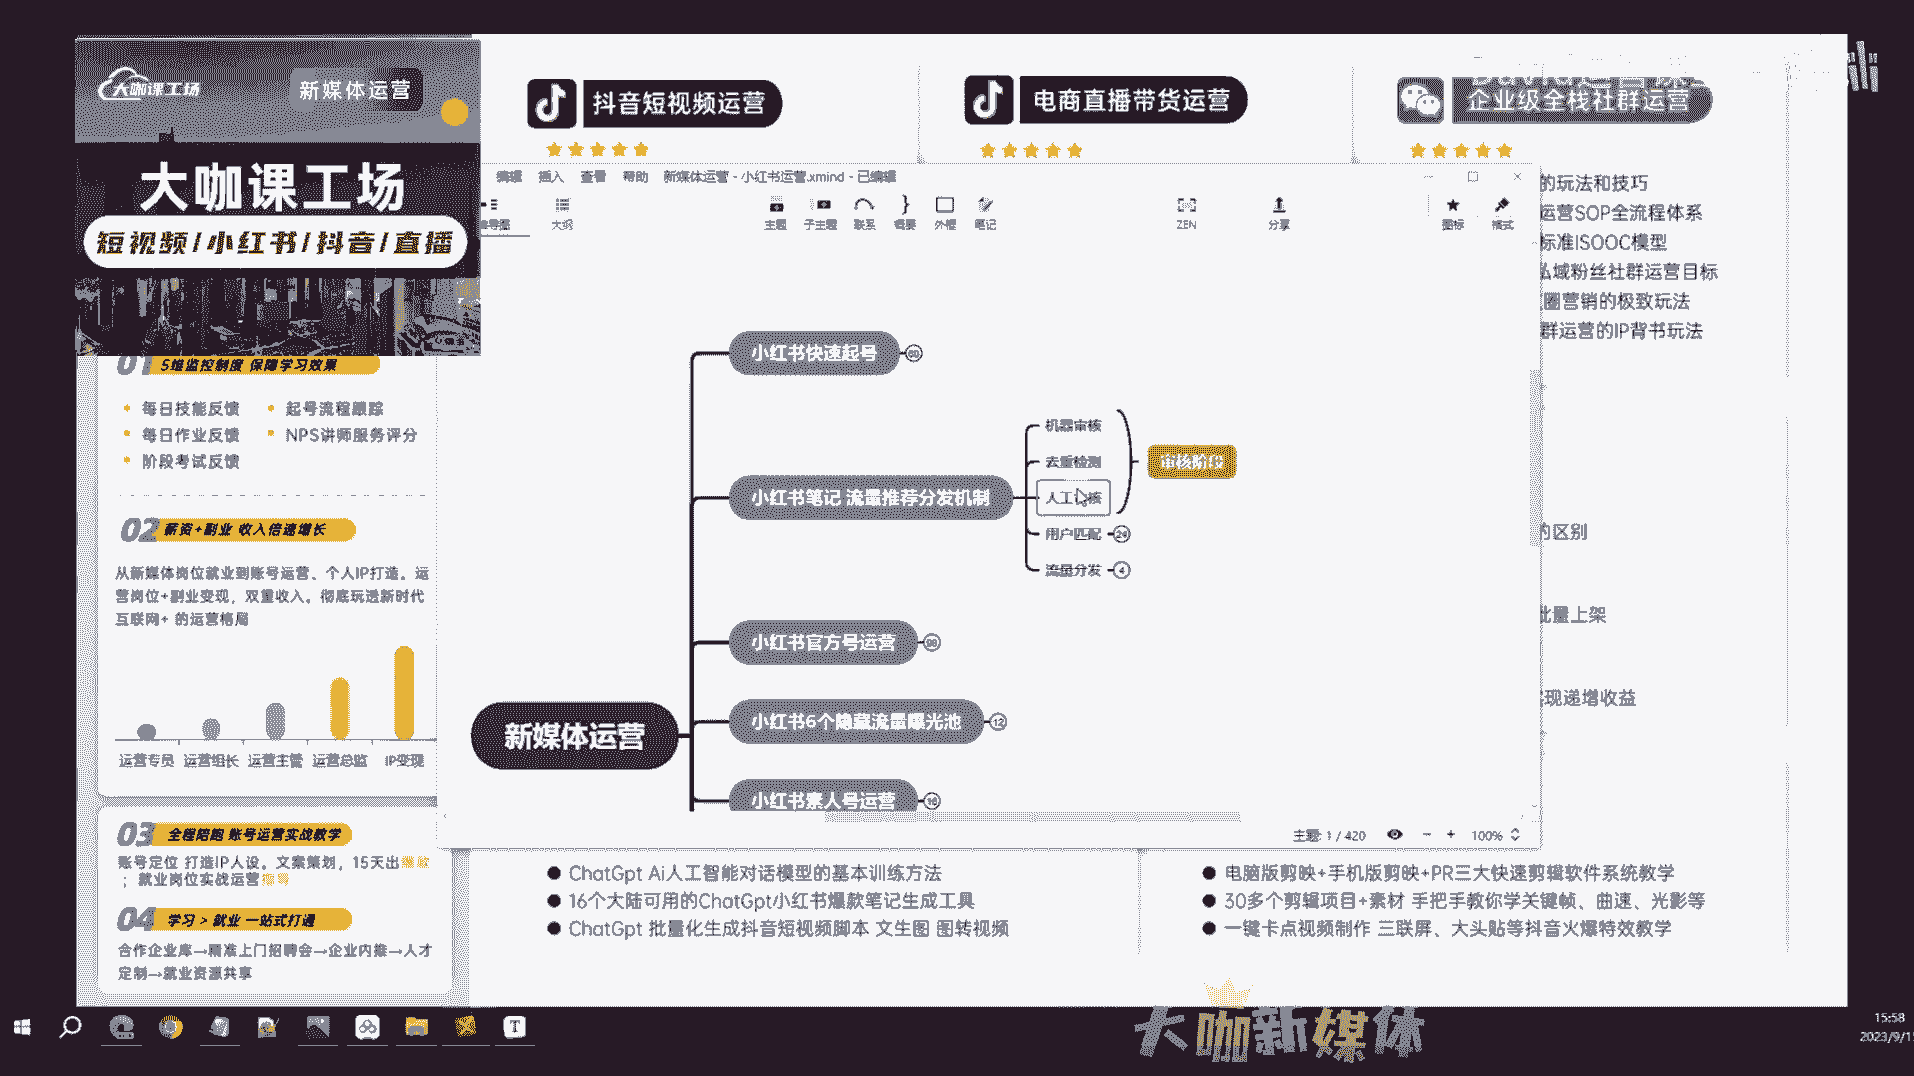 大咖课工场
新媒体运营
大咖课工场
短视频/小红书/抖音/直播
01 5维监控制度 保障学习效果
每日技能反馈
起号流程跟踪
每日作业反馈
NPS讲师服务评分
阶段考试反馈
02 薪资+副业 收入倍速增长
从新媒体岗位就业到账号运营、个人IP打造。运
营岗位+副业变现，双重收入。彻底玩透新时代
互联网+ 的运营格局
运营专员 运营组长 运营主管 运营总监 IP变现
03 全程陪跑 账号运营实战教学
账号定位 打造IP人设。文案策划，15天出
；就业岗位实战运营
04 学习 > 就业 一站式打通
合作企业库→精准上门招聘会→企业内推→人才
定制→就业资源共享
抖音短视频运营
电商直播带货运营
企业级全栈社群运营
编辑 插入 查看 帮助 新媒体运营 - 小红书运营.xmind - 已编辑
大纲 主题 子主题 联系 概要 外框 笔记 ZEN 分享 图标 格式
小红书快速起号
机器审核
去重检测
人工审核
用户匹配
流量分发 4
审核阶段
小红书笔记 流量推荐分发机制
小红书官方号运营
小红书6个隐藏流量曝光池 12
新媒体运营
小红书素人号运营 16
主题: 1 / 420
100%
的玩法和技巧
运营SOP全流程体系
标准ISOOC模型
私域粉丝社群运营目标
圈营销的极致玩法
群运营的IP背书玩法
的区别
批量上架
实现递增收益
ChatGpt Ai人工智能对话模型的基本训练方法
16个大陆可用的ChatGpt小红书爆款笔记生成工具
ChatGpt 批量化生成抖音短视频脚本 文生图 图转视频
电脑版剪映+手机版剪映+PR三大快速剪辑软件系统教学
30多个剪辑项目+素材 手把手教你学关键帧、曲速、光影等
一键卡点视频制作 三联屏、大头贴等抖音火爆特效教学
大咖新媒体
15:58
2023/9/1